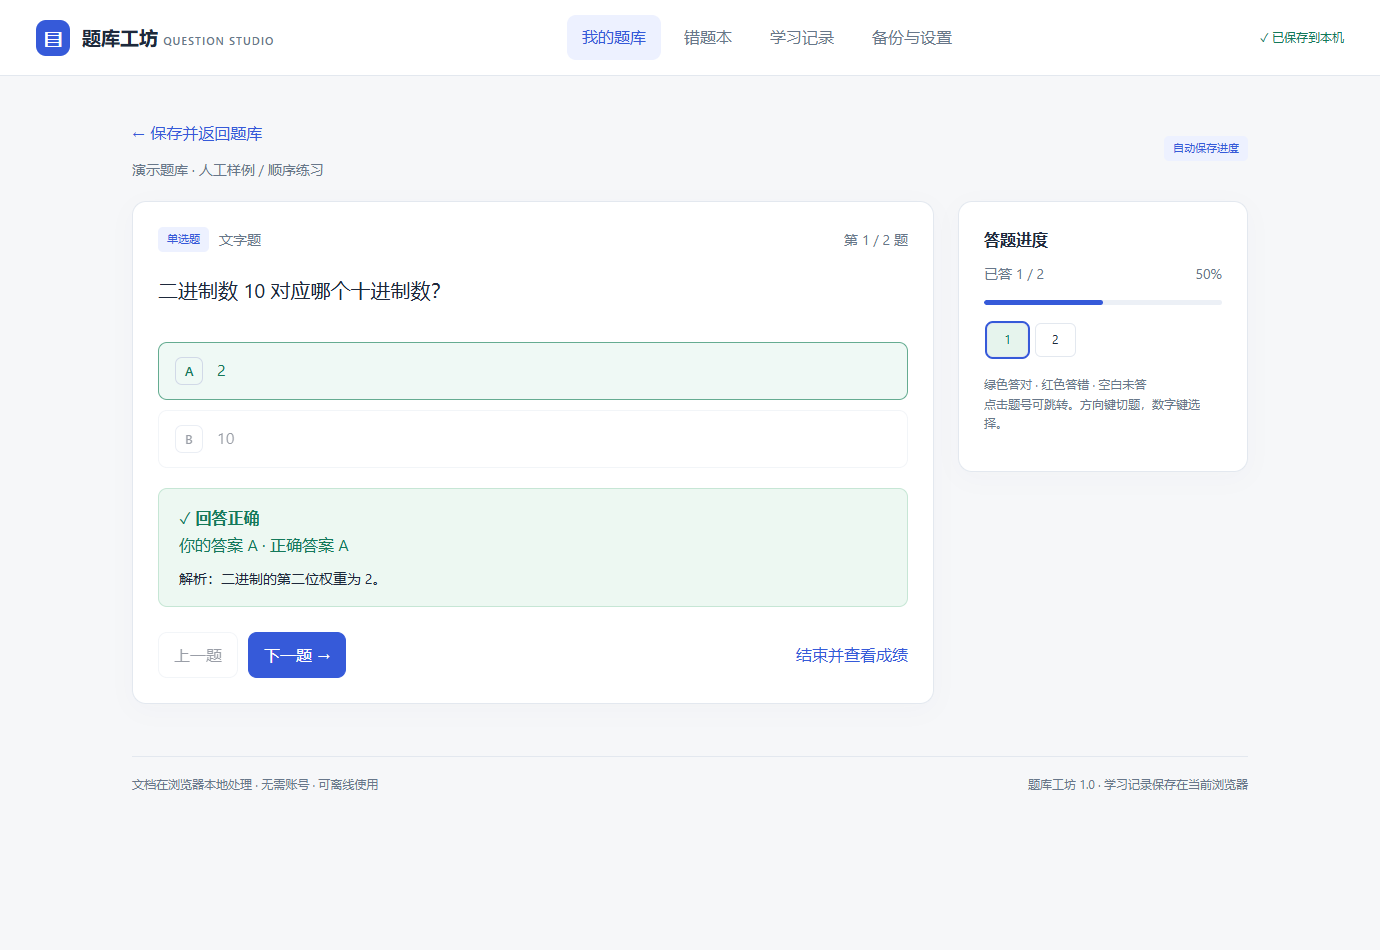 题库工坊 QUESTION STUDIO
我的题库 错题本 学习记录 备份与设置
✓ 已保存到本机
← 保存并返回题库
演示题库 · 人工样例 / 顺序练习
自动保存进度
单选题 文字题 第 1 / 2 题
二进制数 10 对应哪个十进制数？
A 2
B 10
✓ 回答正确
你的答案 A · 正确答案 A
解析：二进制的第二位权重为 2。
上一题 下一题 → 结束并查看成绩
答题进度
已答 1 / 2 50%
1 2
绿色答对 · 红色答错 · 空白未答
点击题号可跳转。方向键切题，数字键选
择。
文档在浏览器本地处理 · 无需账号 · 可离线使用
题库工坊 1.0 · 学习记录保存在当前浏览器